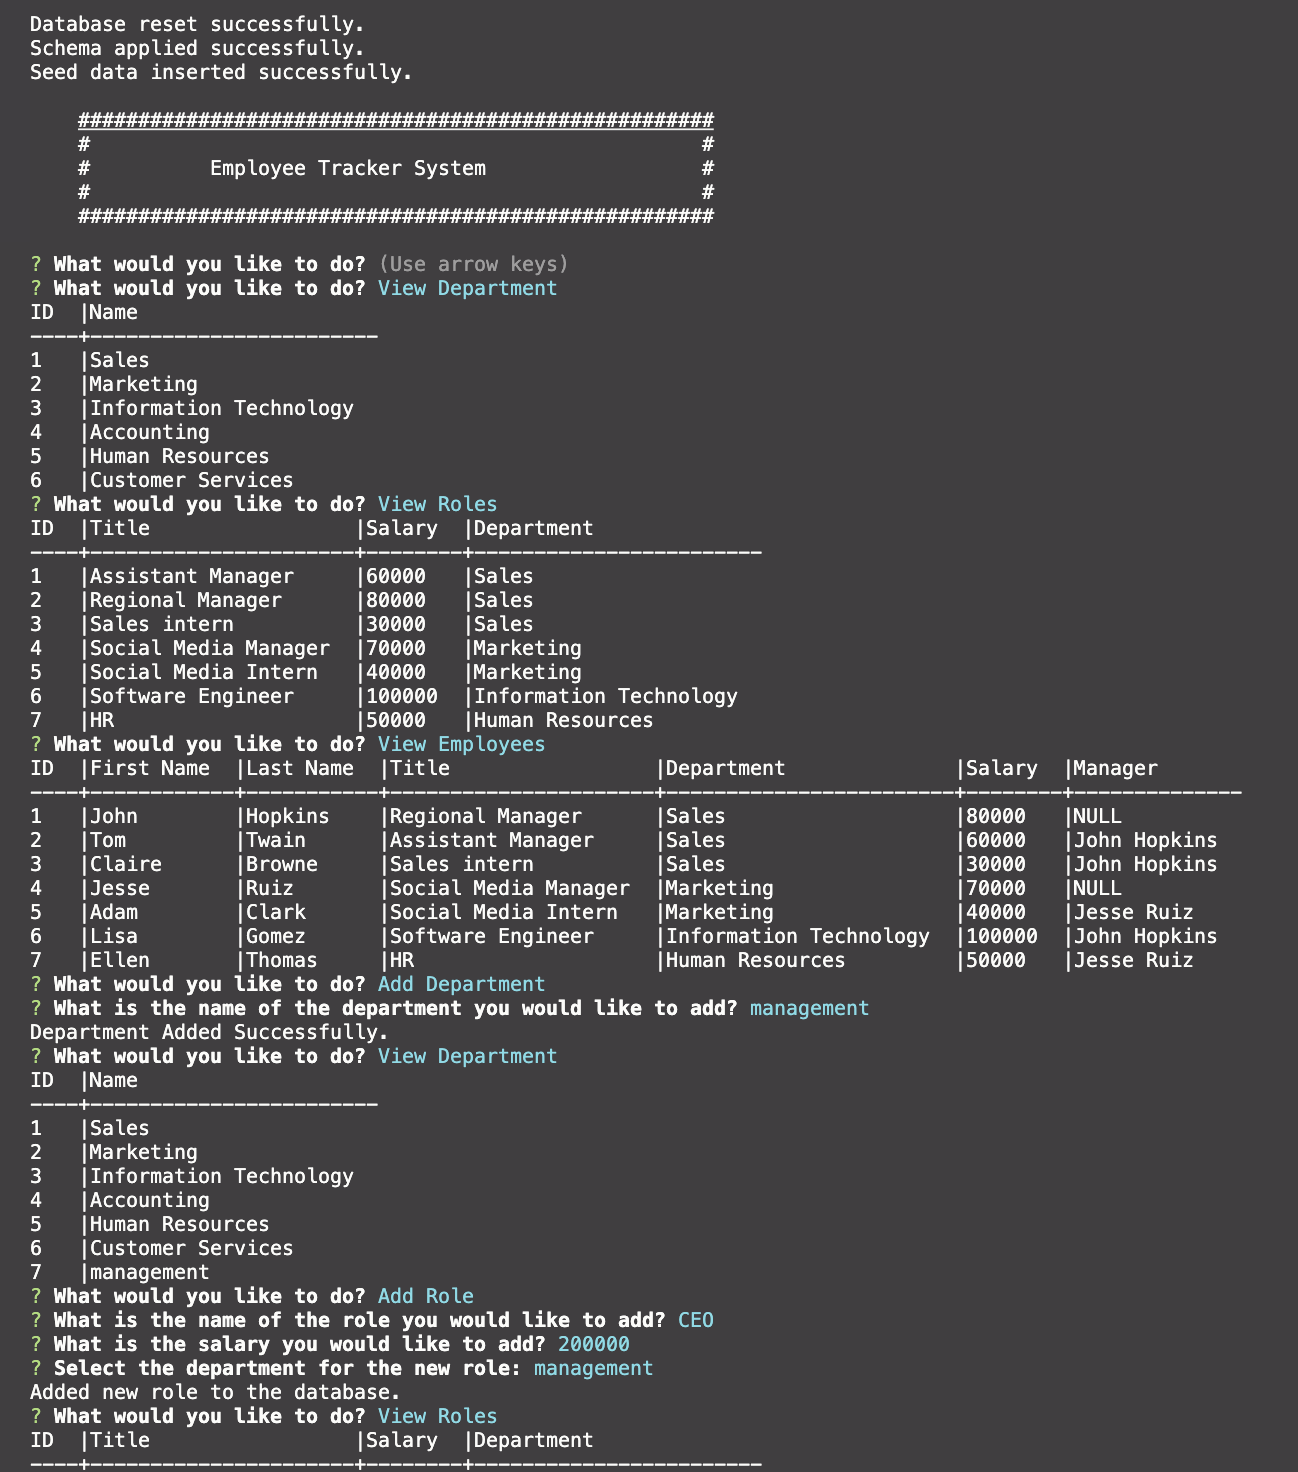 Database reset successfully.
Schema applied successfully.
Seed data inserted successfully.
#####################################################
#                                                   #
#          Employee Tracker System                  #
#                                                   #
#####################################################
? What would you like to do? (Use arrow keys)
? What would you like to do? View Department
ID  |Name
----+------------------------
1   |Sales
2   |Marketing
3   |Information Technology
4   |Accounting
5   |Human Resources
6   |Customer Services
? What would you like to do? View Roles
ID  |Title                 |Salary  |Department
----+----------------------+--------+------------------------
1   |Assistant Manager     |60000   |Sales
2   |Regional Manager      |80000   |Sales
3   |Sales intern          |30000   |Sales
4   |Social Media Manager  |70000   |Marketing
5   |Social Media Intern   |40000   |Marketing
6   |Software Engineer     |100000  |Information Technology
7   |HR                    |50000   |Human Resources
? What would you like to do? View Employees
ID  |First Name  |Last Name  |Title                 |Department              |Salary  |Manager
----+------------+-----------+----------------------+------------------------+--------+--------------
1   |John        |Hopkins    |Regional Manager      |Sales                   |80000   |NULL
2   |Tom         |Twain      |Assistant Manager     |Sales                   |60000   |John Hopkins
3   |Claire      |Browne     |Sales intern          |Sales                   |30000   |John Hopkins
4   |Jesse       |Ruiz       |Social Media Manager  |Marketing               |70000   |NULL
5   |Adam        |Clark      |Social Media Intern   |Marketing               |40000   |Jesse Ruiz
6   |Lisa        |Gomez      |Software Engineer     |Information Technology  |100000  |John Hopkins
7   |Ellen       |Thomas     |HR                    |Human Resources         |50000   |Jesse Ruiz
? What would you like to do? Add Department
? What is the name of the department you would like to add? management
Department Added Successfully.
? What would you like to do? View Department
ID  |Name
----+------------------------
1   |Sales
2   |Marketing
3   |Information Technology
4   |Accounting
5   |Human Resources
6   |Customer Services
7   |management
? What would you like to do? Add Role
? What is the name of the role you would like to add? CEO
? What is the salary you would like to add? 200000
? Select the department for the new role: management
Added new role to the database.
? What would you like to do? View Roles
ID  |Title                 |Salary  |Department
----+----------------------+--------+------------------------